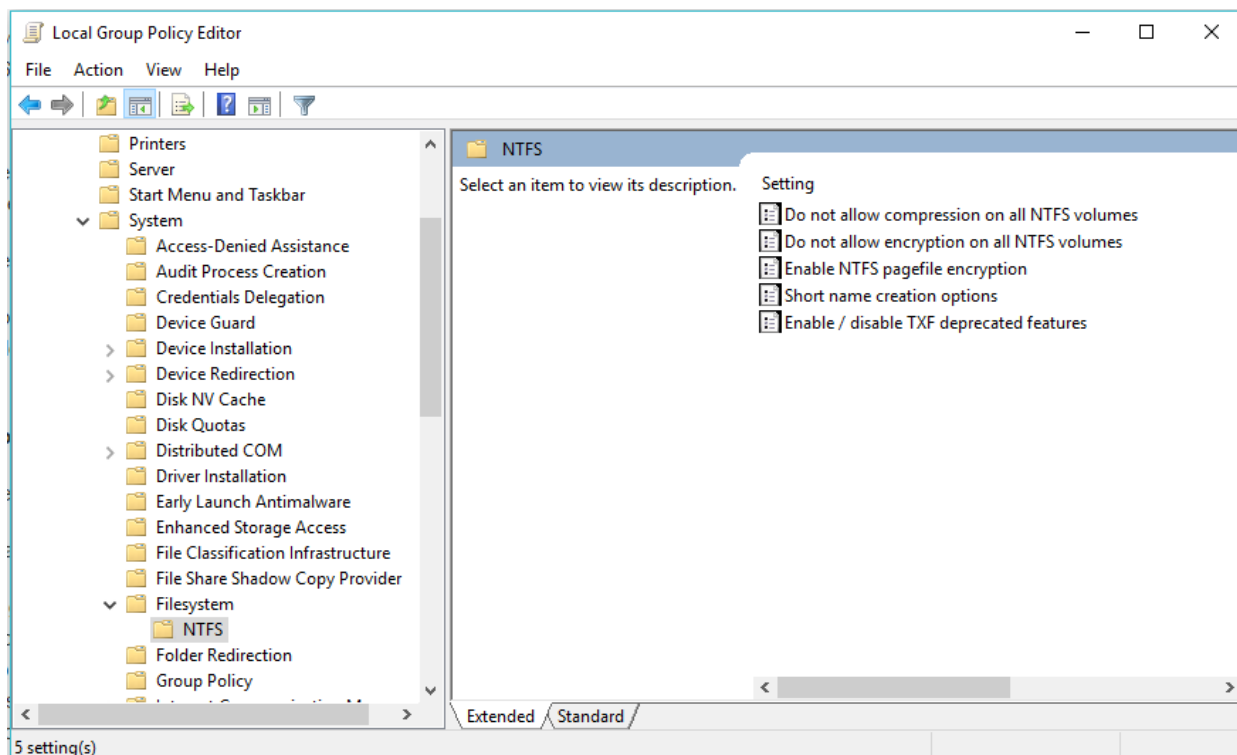 Local Group Policy Editor
File Action View Help
Printers
Server
Start Menu and Taskbar
System
Access-Denied Assistance
Audit Process Creation
Credentials Delegation
Device Guard
Device Installation
Device Redirection
Disk NV Cache
Disk Quotas
Distributed COM
Driver Installation
Early Launch Antimalware
Enhanced Storage Access
File Classification Infrastructure
File Share Shadow Copy Provider
Filesystem
NTFS
Folder Redirection
Group Policy
NTFS
Select an item to view its description.
Setting
Do not allow compression on all NTFS volumes
Do not allow encryption on all NTFS volumes
Enable NTFS pagefile encryption
Short name creation options
Enable / disable TXF deprecated features
Extended Standard
5 setting(s)